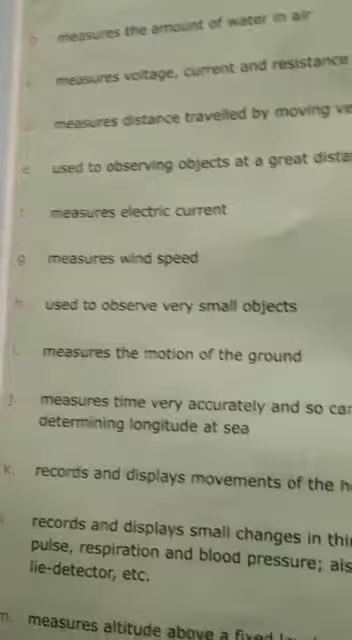 b measures the amount of water in air
measures voltage, current and resistance
measures distance travelled by moving
e used to observing objects at a great
f measures electric current
g measures wind speed
h. used to observe very small objects
i. measures the motion of the ground
j. measures time very accurately and so
determining longitude at sea
k. records and displays movements of the
records and displays small changes in
pulse, respiration and blood pressure;
lie-detector, etc.
m. measures altitude above a fixed